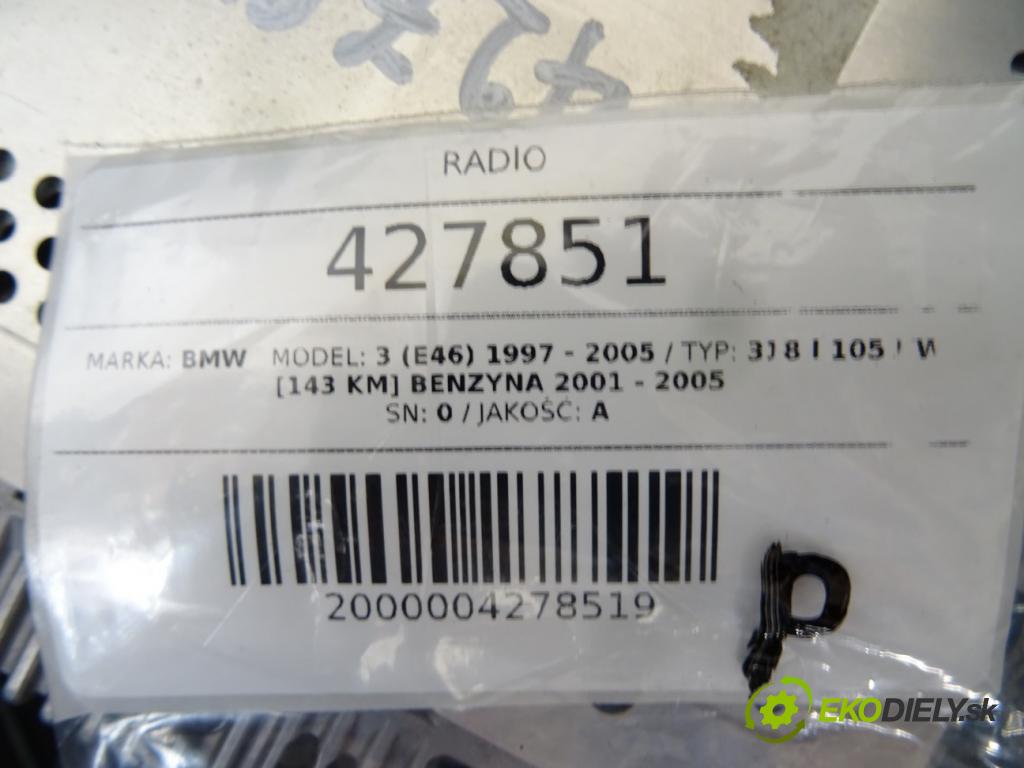 RADIO
427851
MARKA: BMW MODEL: 3 (E46) 1997 - 2005 / TYP: 318 I 105
[143 KM] BENZYNA 2001 - 2005
SN: 0 / JAKOŚĆ: A
2000004278519
P
EKODIELY.sk